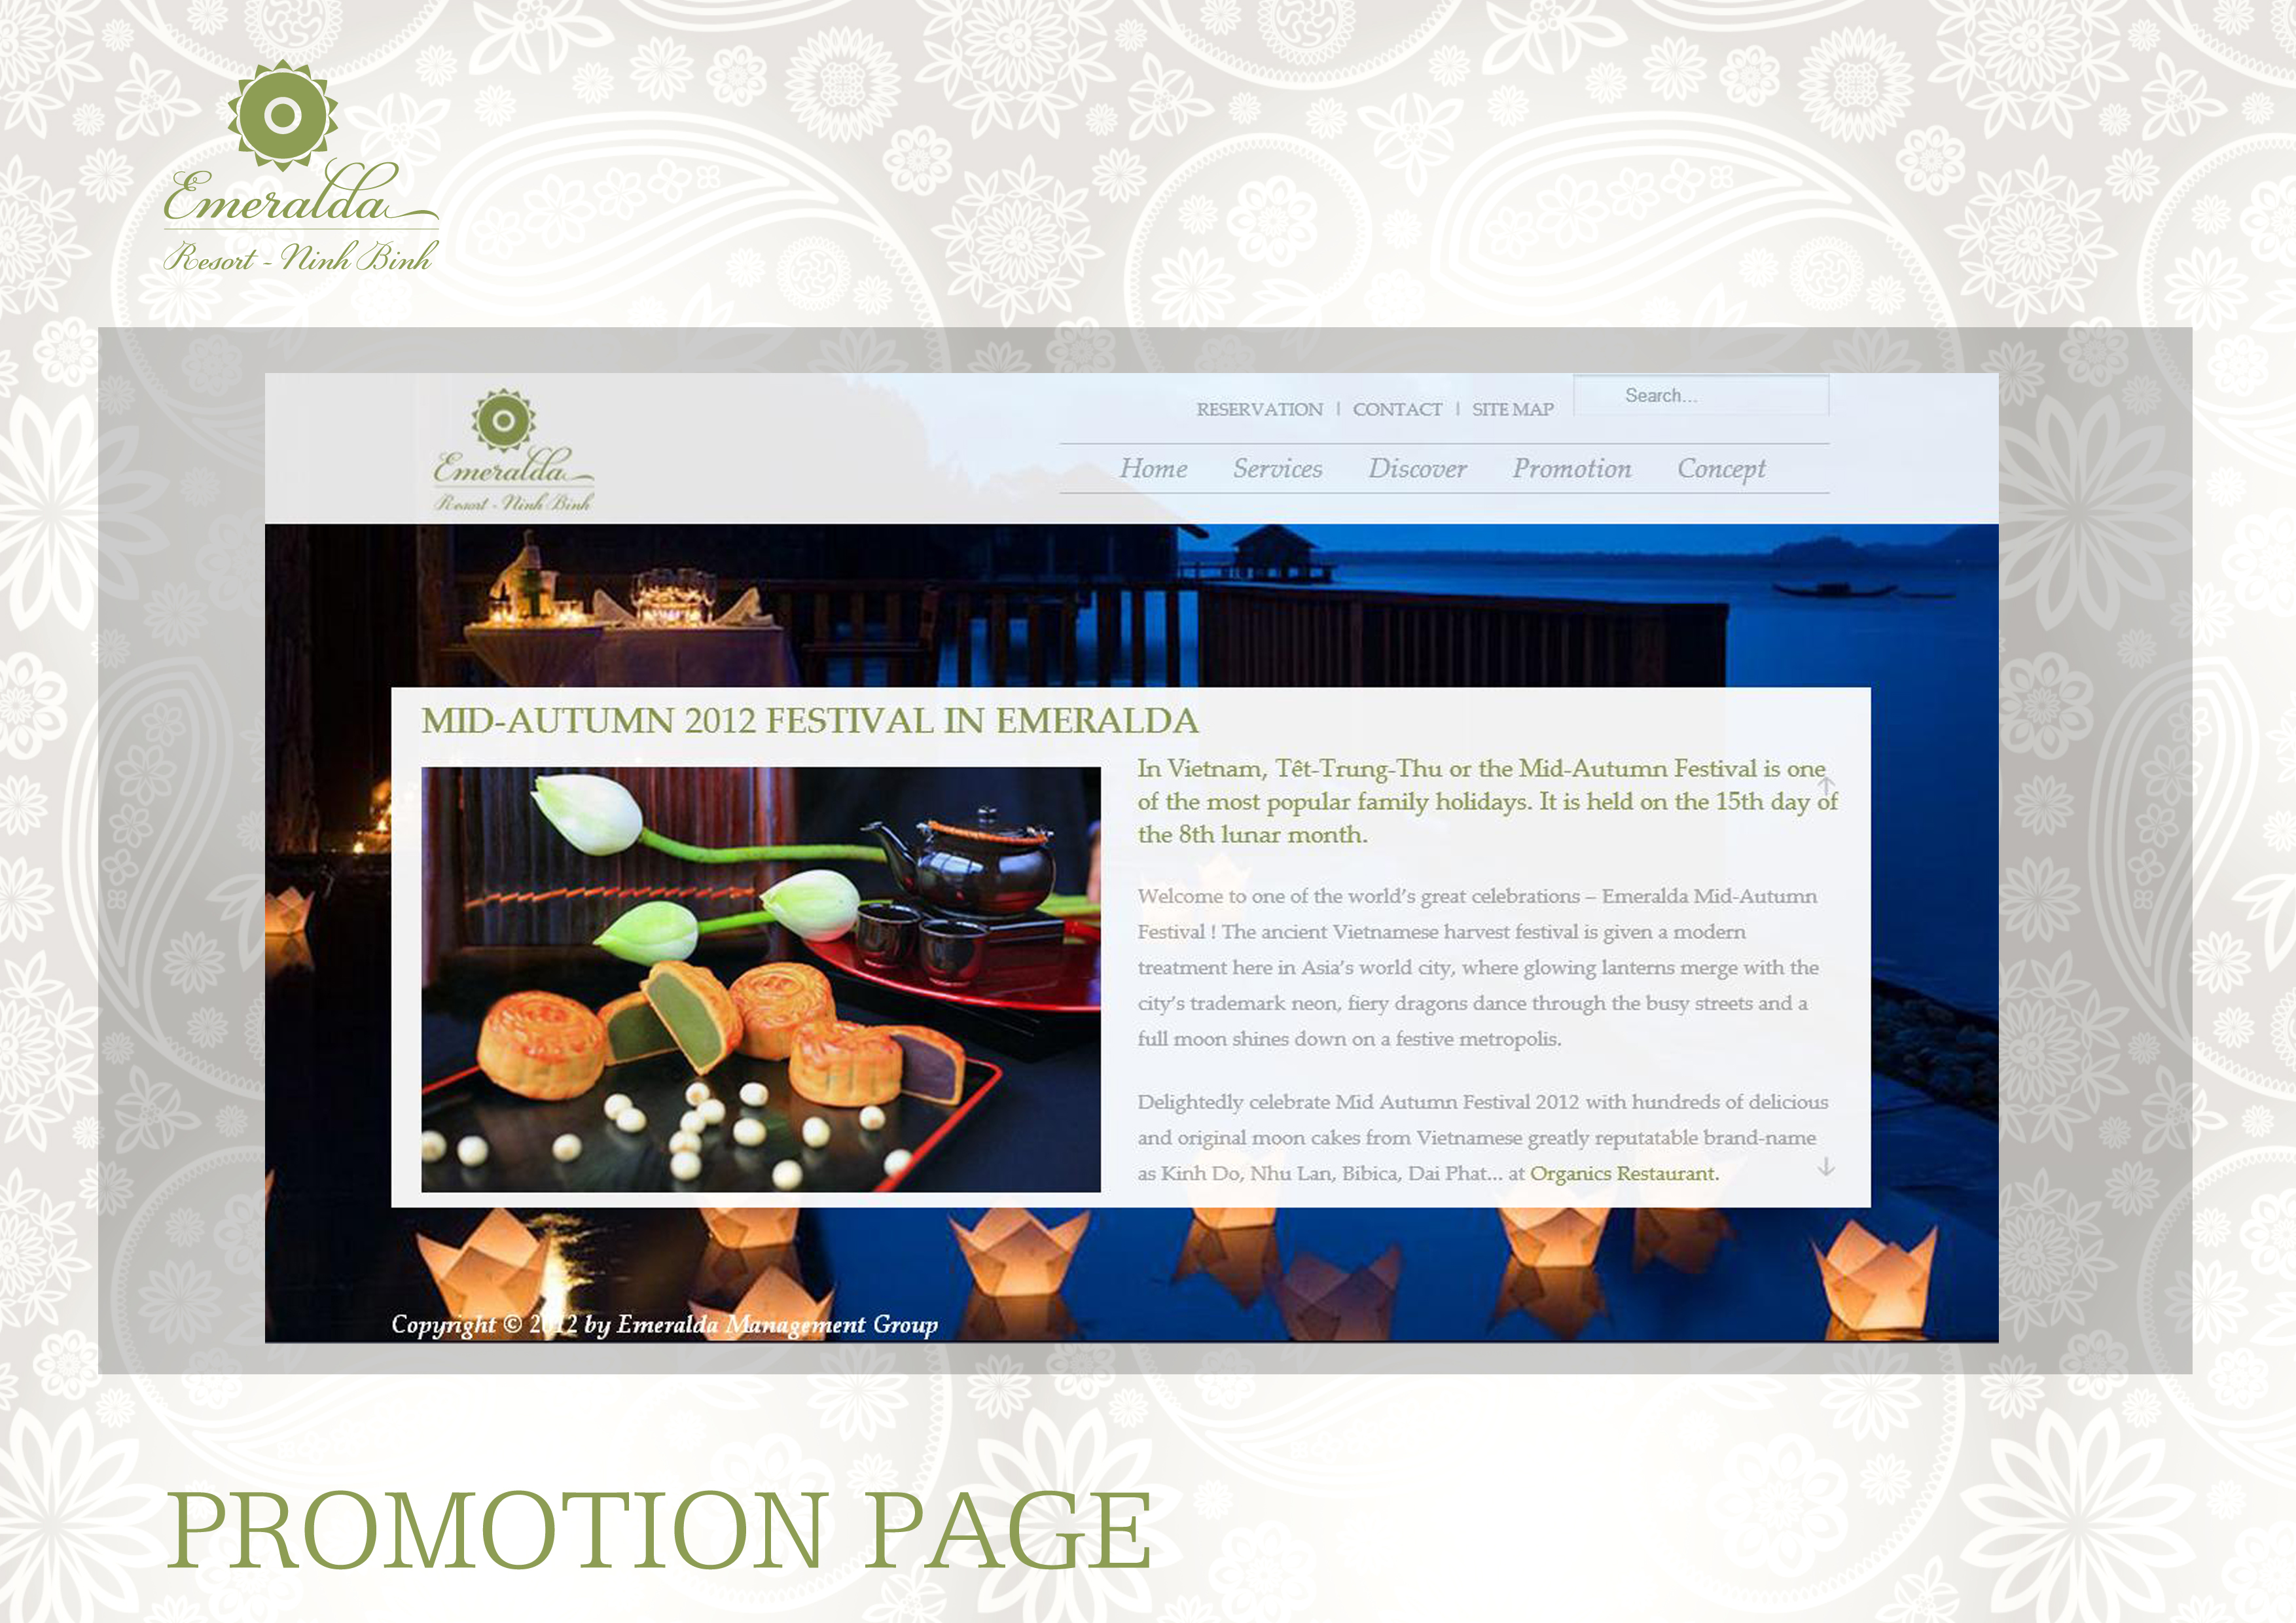 Emeralda
Resort - Ninh Binh
Emeralda
Resort - Ninh Binh
RESERVATION | CONTACT | SITE MAP
Search...
Home Services Discover Promotion Concept
MID-AUTUMN 2012 FESTIVAL IN EMERALDA
In Vietnam, Têt-Trung-Thu or the Mid-Autumn Festival is one
of the most popular family holidays. It is held on the 15th day of
the 8th lunar month.
Welcome to one of the world’s great celebrations – Emeralda Mid-Autumn
Festival ! The ancient Vietnamese harvest festival is given a modern
treatment here in Asia’s world city, where glowing lanterns merge with the
city’s trademark neon, fiery dragons dance through the busy streets and a
full moon shines down on a festive metropolis.
Delightedly celebrate Mid Autumn Festival 2012 with hundreds of delicious
and original moon cakes from Vietnamese greatly reputatable brand-name
as Kinh Do, Nhu Lan, Bibica, Dai Phat... at Organics Restaurant.
Copyright © 2012 by Emeralda Management Group
PROMOTION PAGE